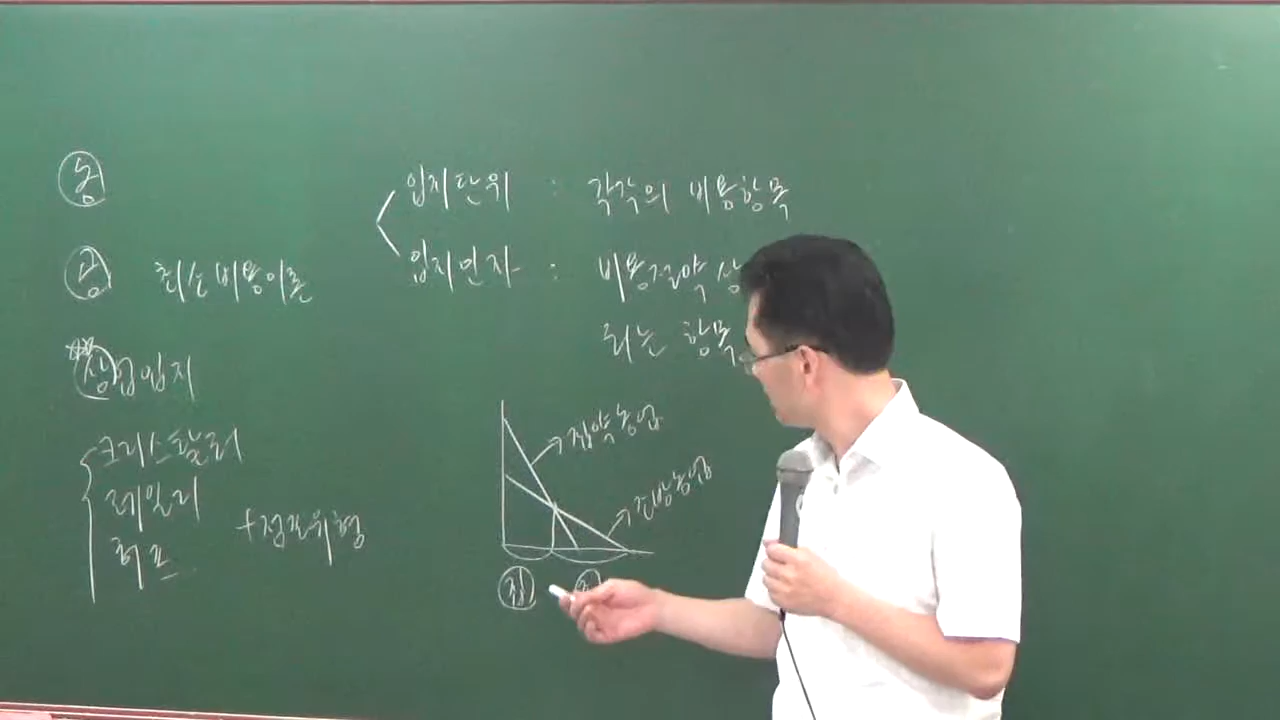 농
입지단위 : 각각의 비용항목
공 최소비용이론
입지인자 : 비용절약상
되는 항목
상업입지
크리스탈러
레일리
허프
+점포위형
집약농업
조방농업
집
조